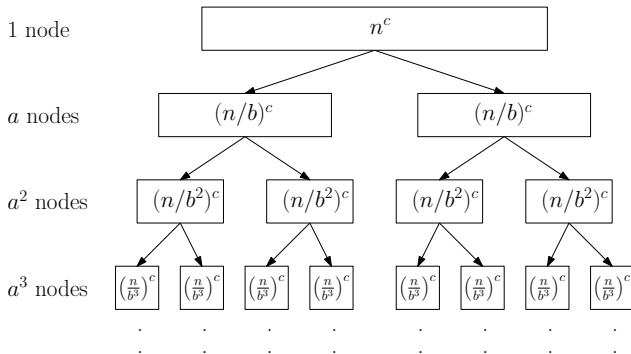 1 node n^c
a nodes (n/b)^c (n/b)^c
a^2 nodes (n/b^2)^c (n/b^2)^c (n/b^2)^c (n/b^2)^c
a^3 nodes (n/b^3)^c (n/b^3)^c (n/b^3)^c (n/b^3)^c (n/b^3)^c (n/b^3)^c (n/b^3)^c (n/b^3)^c
. . . . . . . .
. . . . . . . .